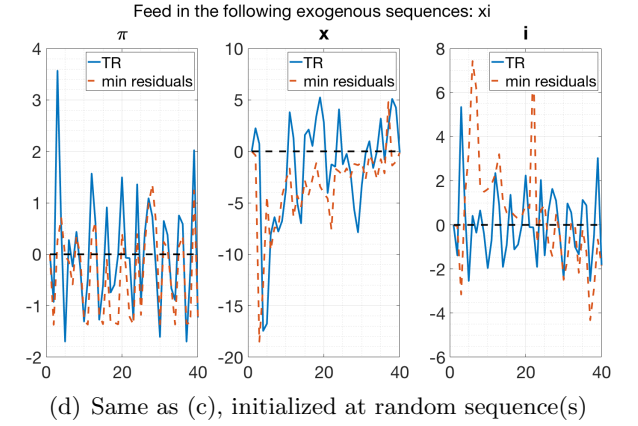 Feed in the following exogenous sequences: xi
π
x
i
TR
min residuals
TR
min residuals
TR
min residuals
4
3
2
1
0
-1
-2
0
20
40
10
5
0
-5
-10
-15
-20
0
20
40
8
6
4
2
0
-2
-4
-6
0
20
40
(d) Same as (c), initialized at random sequence(s)